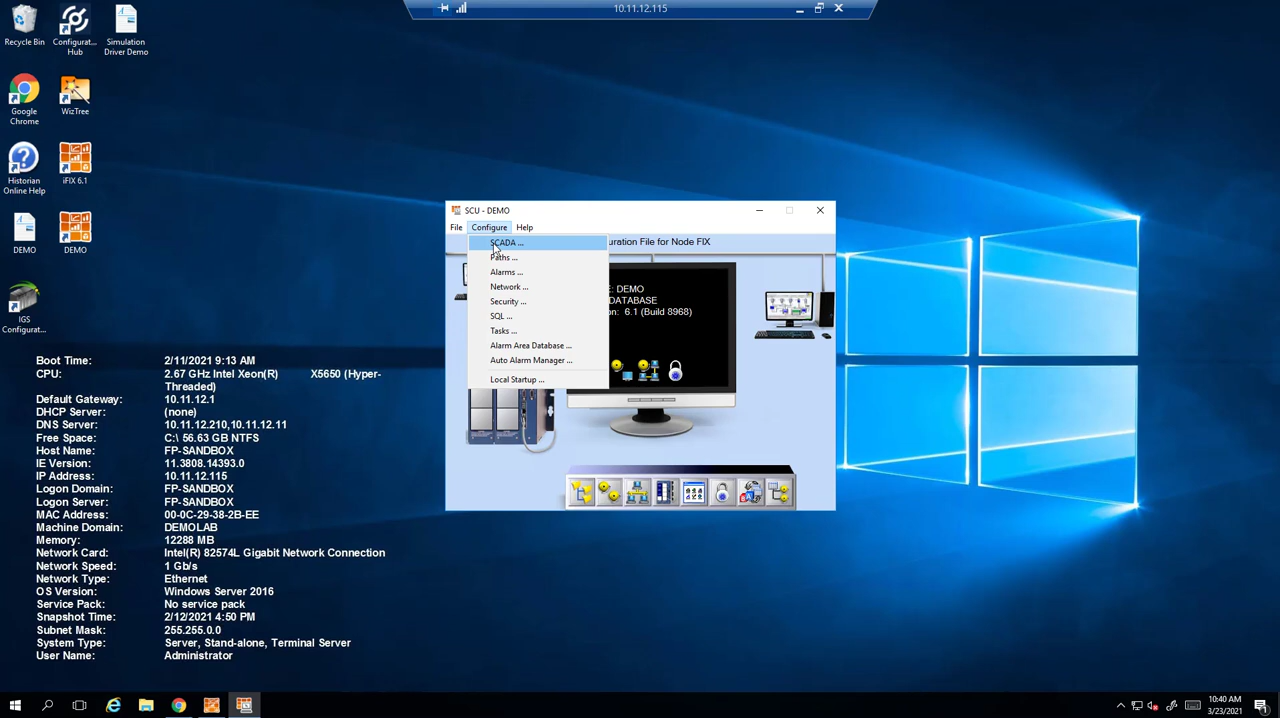 10.11.12.115
Recycle Bin
Configurat...
Hub
Simulation
Driver Demo
Google
Chrome
WizTree
Historian
Online Help
iFIX 6.1
DEMO
DEMO
IGS
Configurat...
SCU - DEMO
File Configure Help
SCADA ...
Paths ...
Alarms ...
Network ...
Security ...
SQL ...
Tasks ...
Alarm Area Database ...
Auto Alarm Manager ...
Local Startup ...
uration File for Node FIX
E: DEMO
DATABASE
on: 6.1 (Build 8968)
Boot Time: 2/11/2021 9:13 AM
CPU: 2.67 GHz Intel Xeon(R) X5650 (Hyper-
Threaded)
Default Gateway: 10.11.12.1
DHCP Server: (none)
DNS Server: 10.11.12.210,10.11.12.11
Free Space: C:\ 56.63 GB NTFS
Host Name: FP-SANDBOX
IE Version: 11.3808.14393.0
IP Address: 10.11.12.115
Logon Domain: FP-SANDBOX
Logon Server: FP-SANDBOX
MAC Address: 00-0C-29-38-2B-EE
Machine Domain: DEMOLAB
Memory: 12288 MB
Network Card: Intel(R) 82574L Gigabit Network Connection
Network Speed: 1 Gb/s
Network Type: Ethernet
OS Version: Windows Server 2016
Service Pack: No service pack
Snapshot Time: 2/12/2021 4:50 PM
Subnet Mask: 255.255.0.0
System Type: Server, Stand-alone, Terminal Server
User Name: Administrator
10:40 AM
3/23/2021